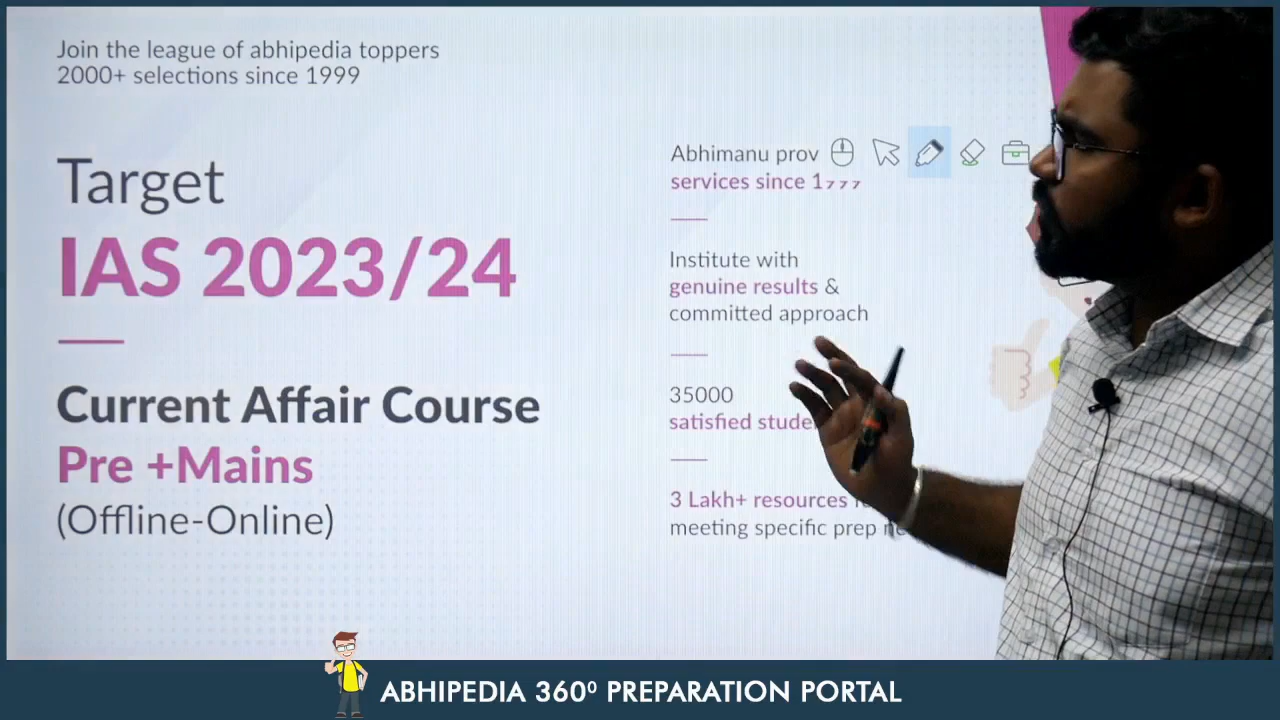 Join the league of abhipedia toppers
2000+ selections since 1999
Target
IAS 2023/24
Current Affair Course
Pre +Mains
(Offline-Online)
Abhimanu
services since
Institute with
genuine results &
committed approach
35000
satisfied
3 Lakh+ resources
meeting specific prep
ABHIPEDIA 360⁰ PREPARATION PORTAL